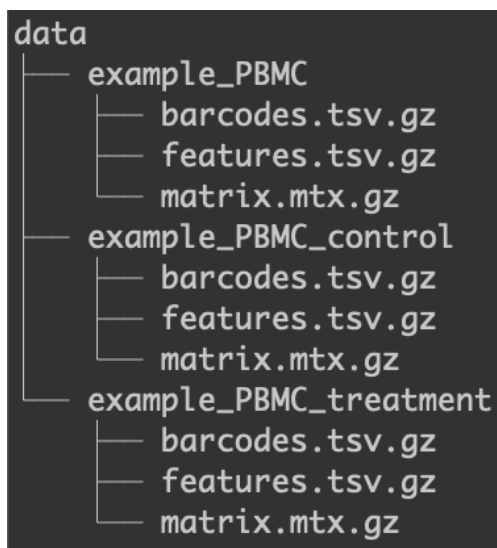 data
example_PBMC
barcodes.tsv.gz
features.tsv.gz
matrix.mtx.gz
example_PBMC_control
barcodes.tsv.gz
features.tsv.gz
matrix.mtx.gz
example_PBMC_treatment
barcodes.tsv.gz
features.tsv.gz
matrix.mtx.gz